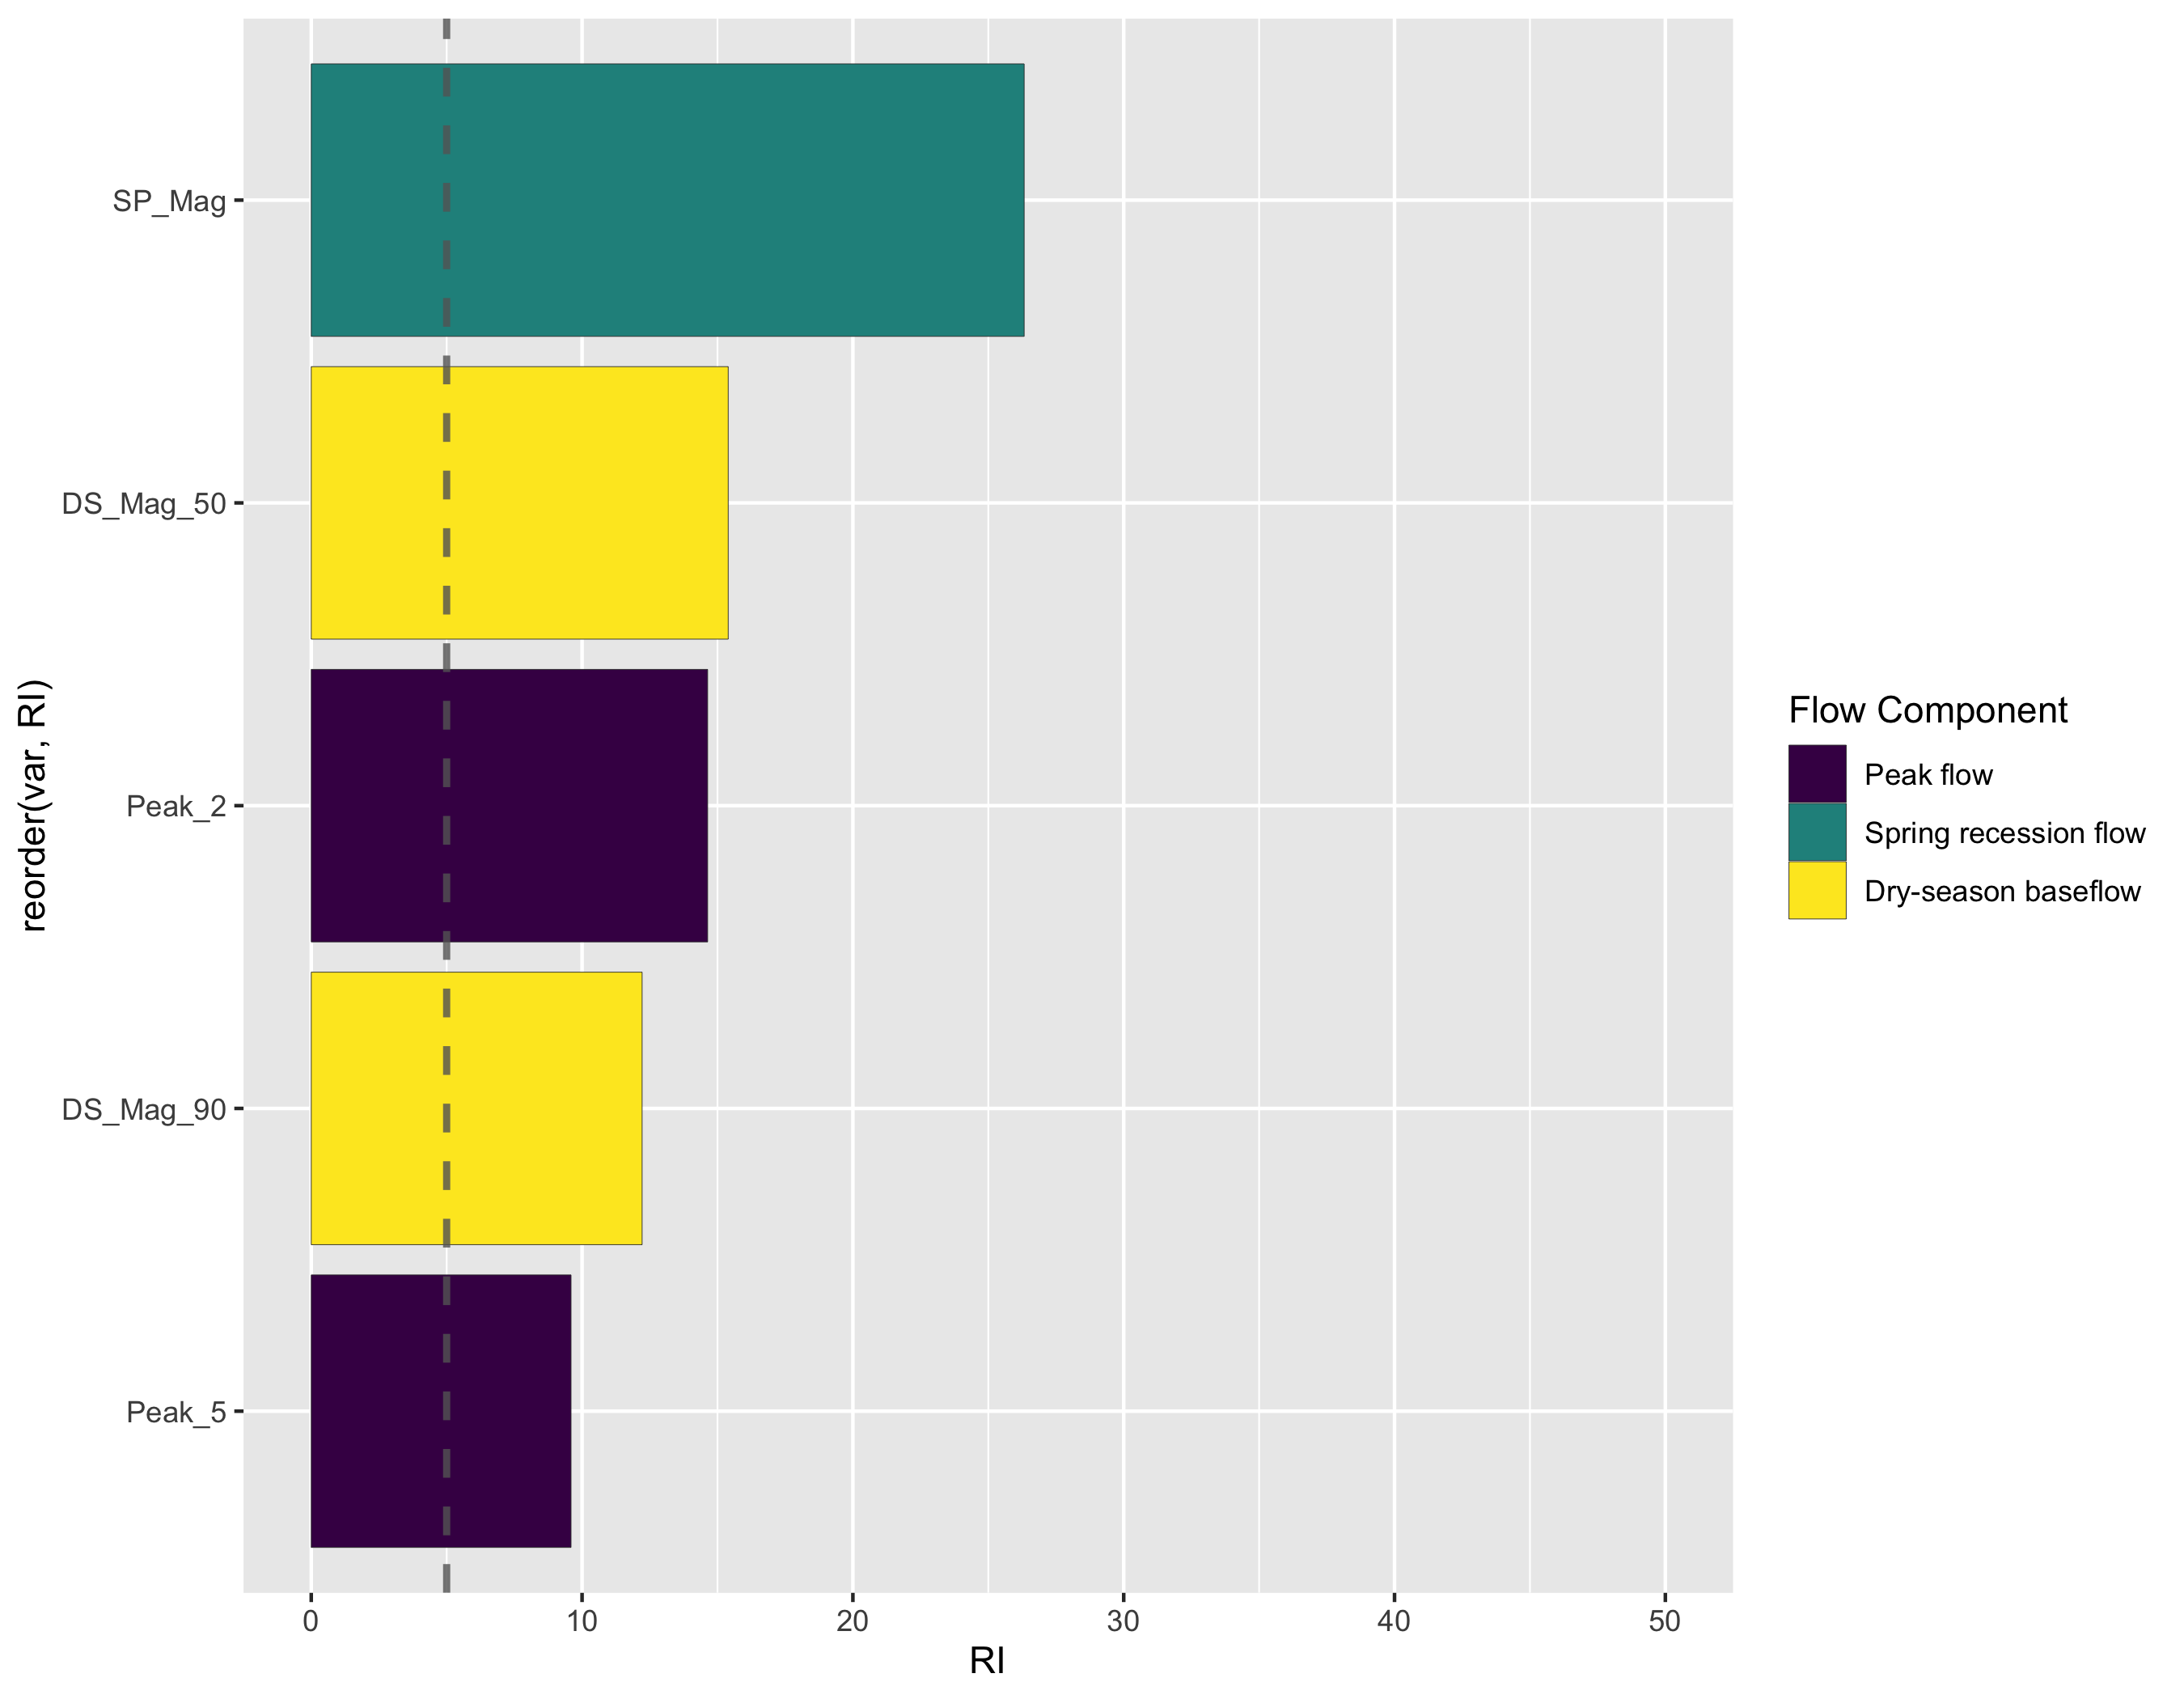 SP_Mag
DS_Mag_50
Peak_2
DS_Mag_90
Peak_5
reorder(var, RI)
0 10 20 30 40 50
RI
Flow Component
Peak flow
Spring recession flow
Dry-season baseflow